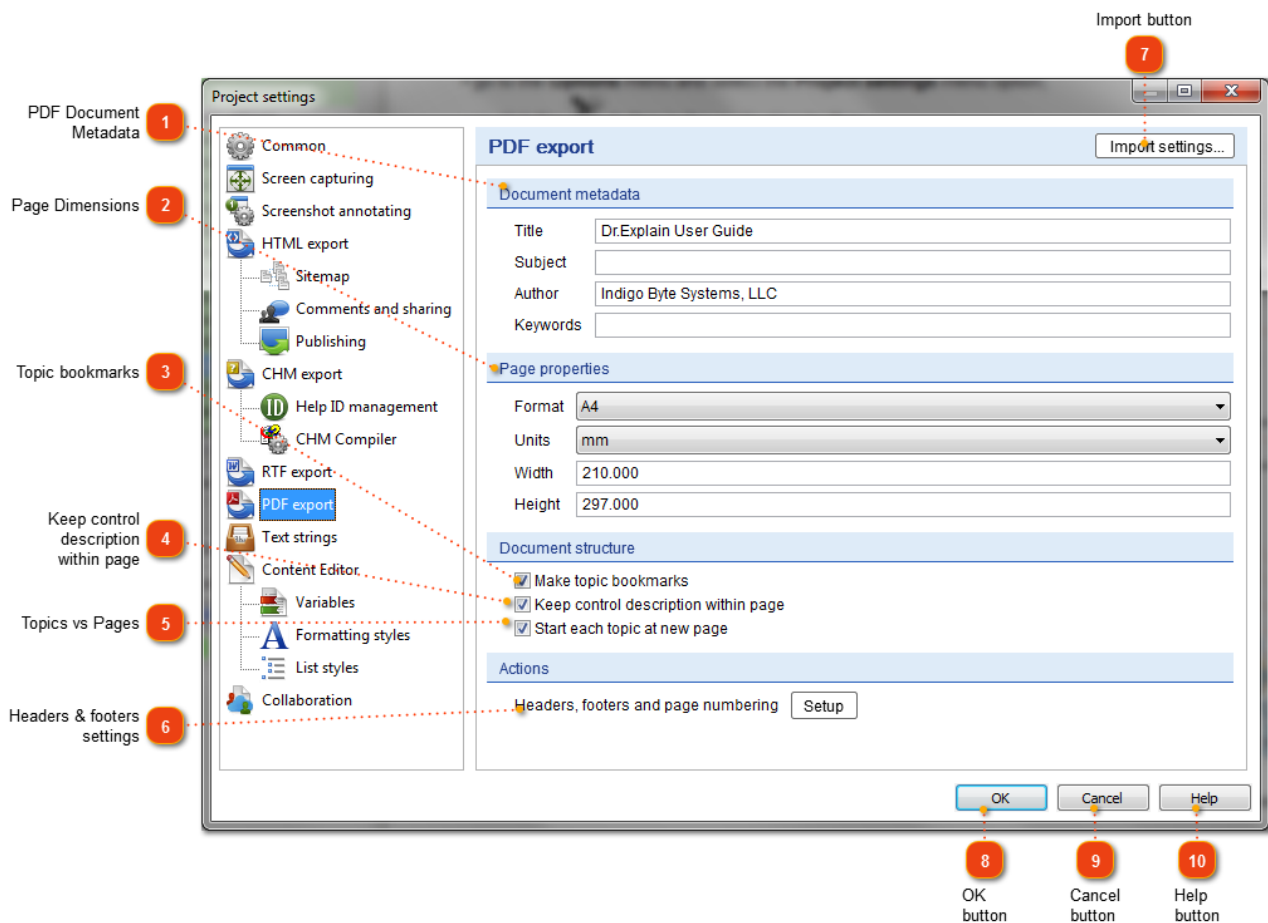 Import button
7
Project settings
PDF Document
Metadata
1
Page Dimensions
2
Topic bookmarks
3
Keep control
description
within page
4
Topics vs Pages
5
Headers & footers
settings
6
Common
Screen capturing
Screenshot annotating
HTML export
Sitemap
Comments and sharing
Publishing
CHM export
ID
Help ID management
CHM Compiler
RTF export
PDF export
Text strings
Content Editor
Variables
Formatting styles
List styles
Collaboration
PDF export
Import settings...
Document metadata
Title Dr.Explain User Guide
Subject
Author Indigo Byte Systems, LLC
Keywords
Page properties
Format A4
Units mm
Width 210.000
Height 297.000
Document structure
Make topic bookmarks
Keep control description within page
Start each topic at new page
Actions
Headers, footers and page numbering Setup
OK Cancel Help
8 9 10
OK
button
Cancel
button
Help
button